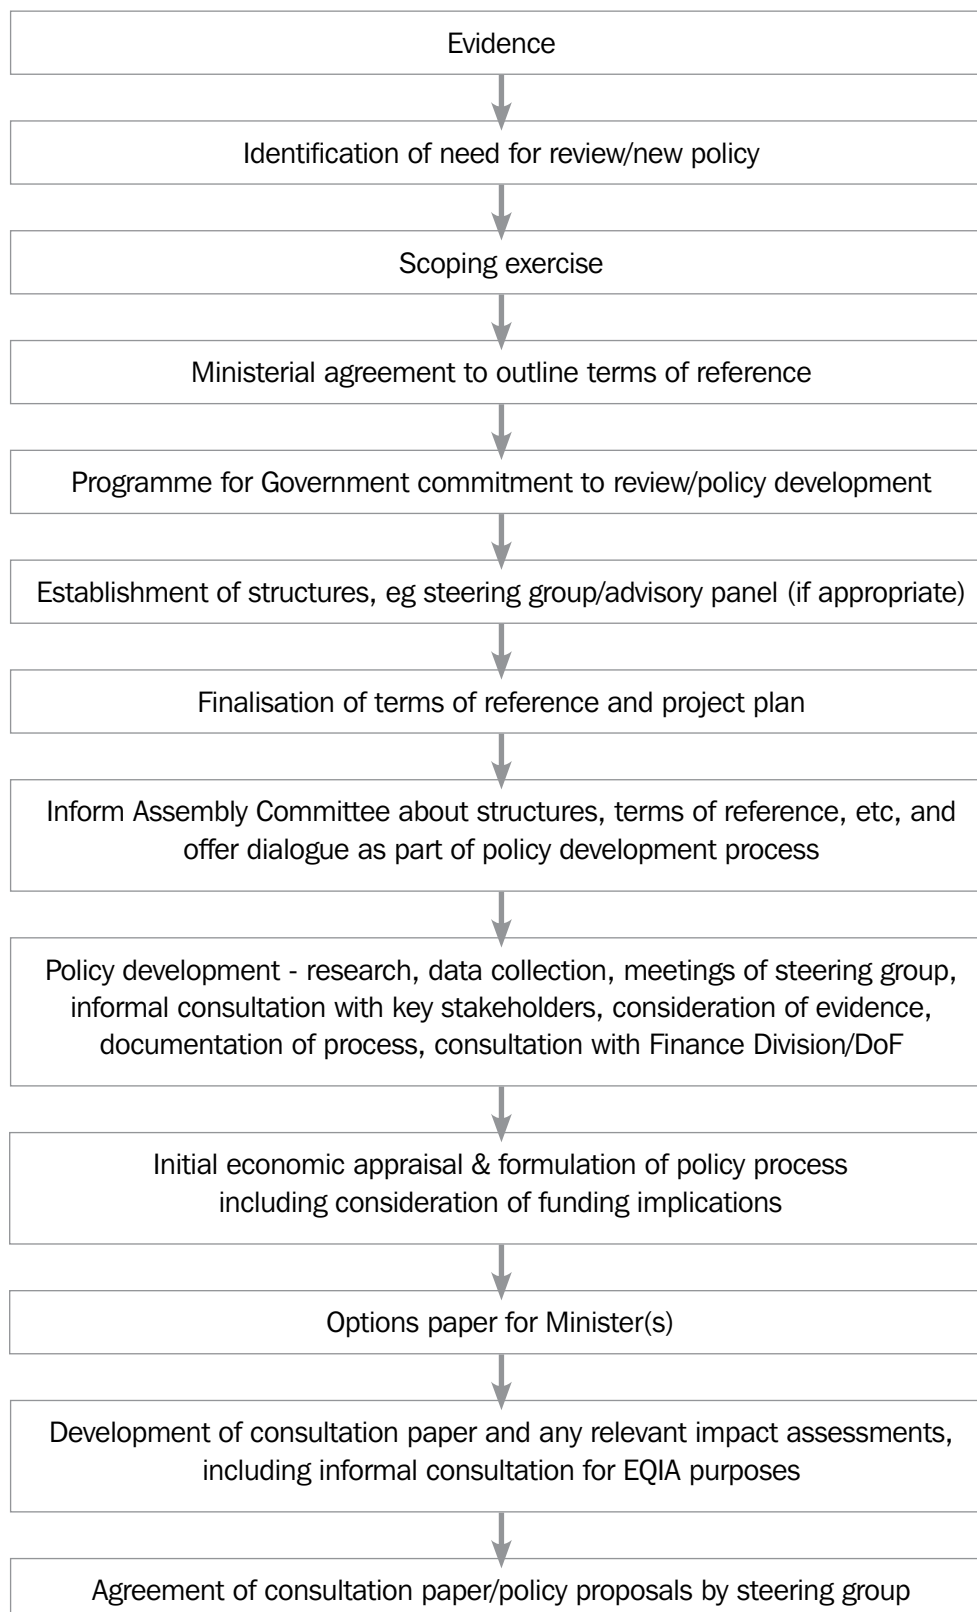 Evidence
Identification of need for review/new policy
Scoping exercise
Ministerial agreement to outline terms of reference
Programme for Government commitment to review/policy development
Establishment of structures, eg steering group/advisory panel (if appropriate)
Finalisation of terms of reference and project plan
Inform Assembly Committee about structures, terms of reference, etc, and
offer dialogue as part of policy development process
Policy development - research, data collection, meetings of steering group,
informal consultation with key stakeholders, consideration of evidence,
documentation of process, consultation with Finance Division/DoF
Initial economic appraisal & formulation of policy process
including consideration of funding implications
Options paper for Minister(s)
Development of consultation paper and any relevant impact assessments,
including informal consultation for EQIA purposes
Agreement of consultation paper/policy proposals by steering group